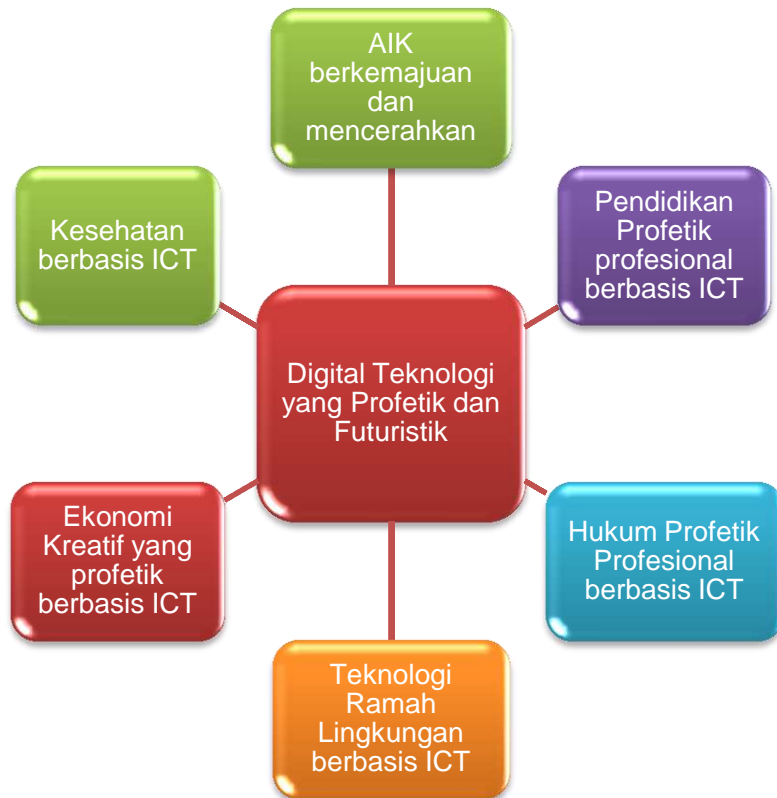 AIK
berkemajuan
dan
mencerahkan
Pendidikan
Profetik
profesional
berbasis ICT
Hukum Profetik
Profesional
berbasis ICT
Teknologi
Ramah
Lingkungan
berbasis ICT
Ekonomi
Kreatif yang
profetik
berbasis ICT
Kesehatan
berbasis ICT
Digital Teknologi
yang Profetik dan
Futuristik